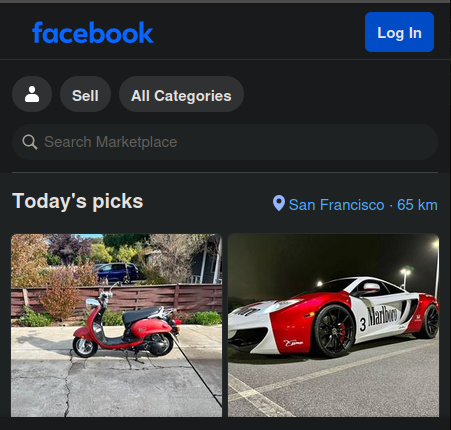 facebook
Log In
Sell
All Categories
Search Marketplace
Today's picks
San Francisco · 65 km
3 Marlboro